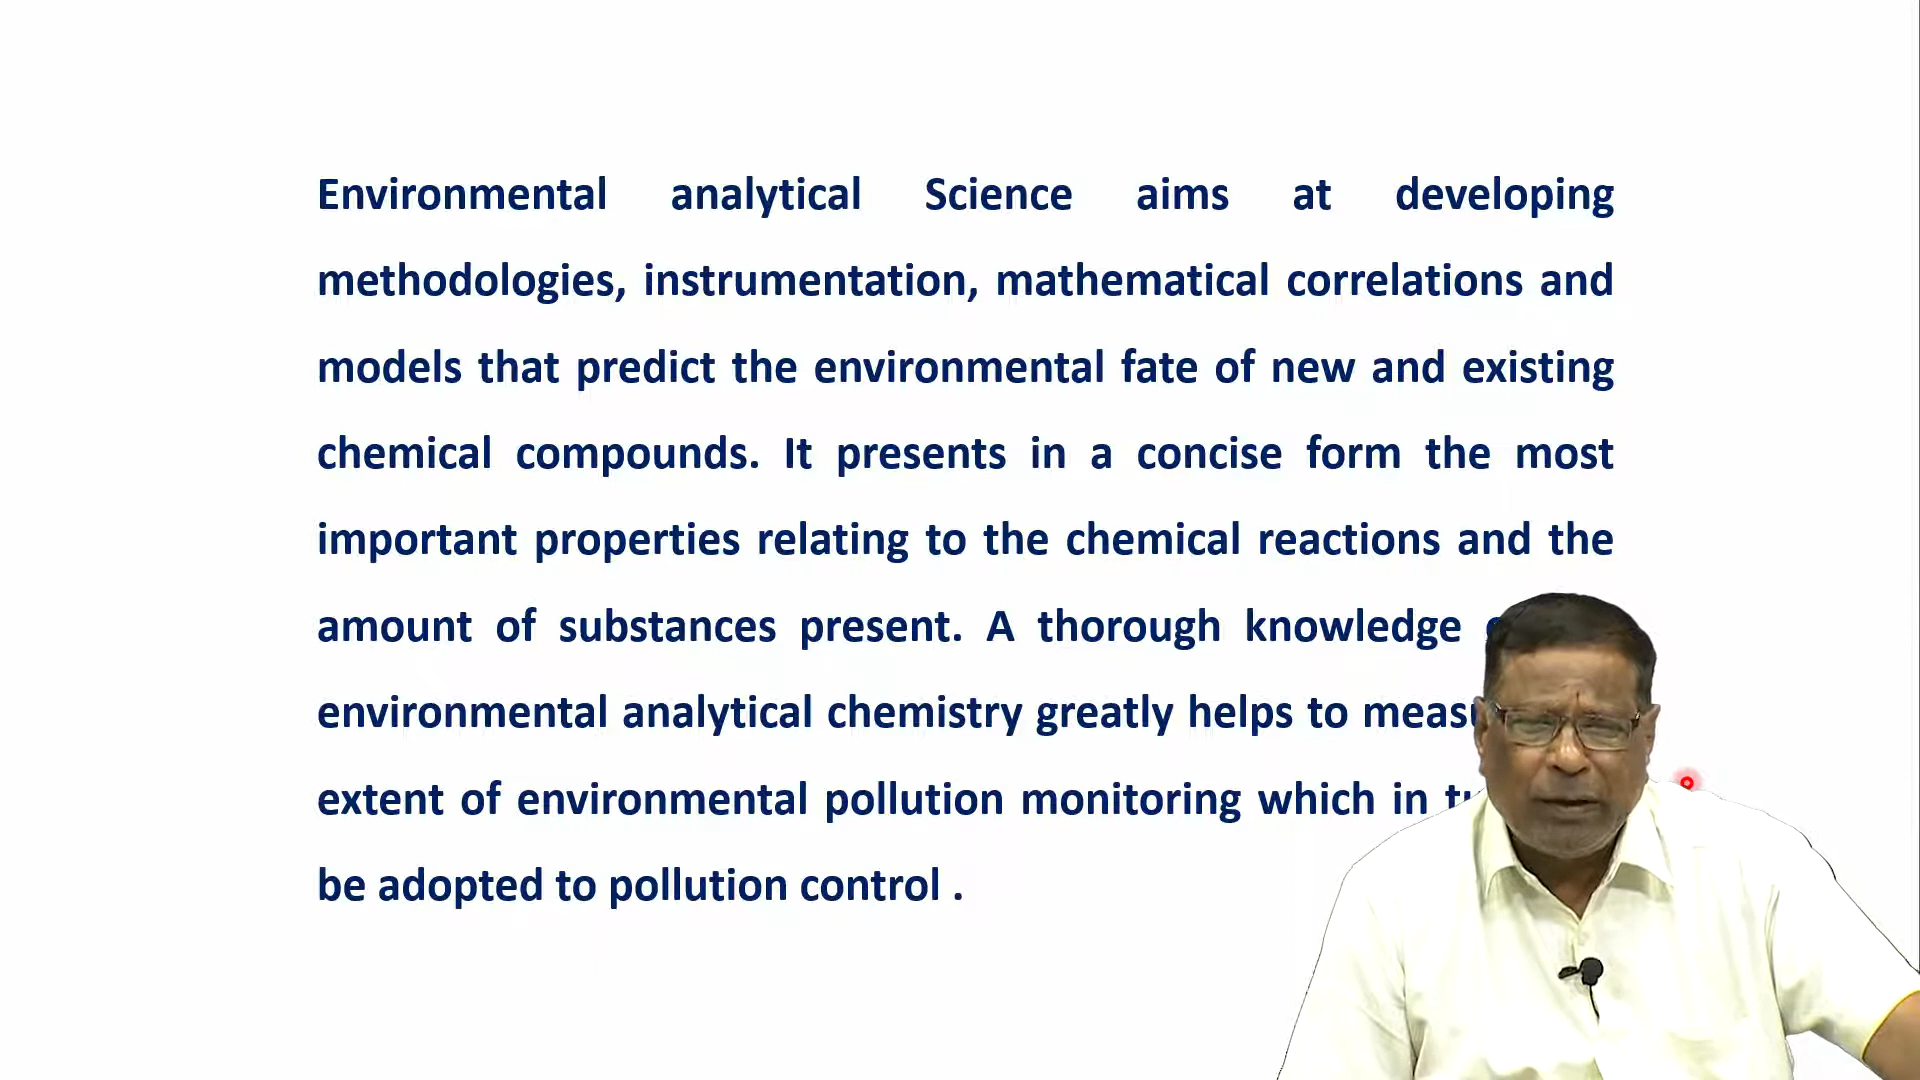 Environmental analytical Science aims at developing
methodologies, instrumentation, mathematical correlations and
models that predict the environmental fate of new and existing
chemical compounds. It presents in a concise form the most
important properties relating to the chemical reactions and the
amount of substances present. A thorough knowledge
environmental analytical chemistry greatly helps to
extent of environmental pollution monitoring which in
be adopted to pollution control .